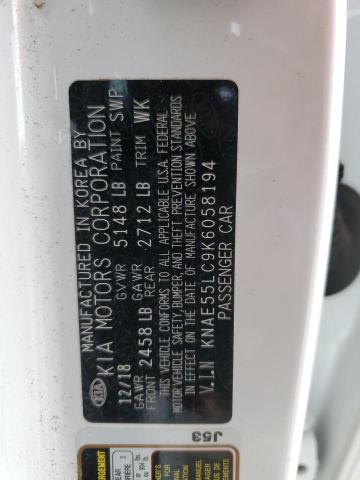 MANUFACTURED IN KOREA BY
KIA KIA MOTORS CORPORATION
12/18 GVWR 5148 LB PAINT SWP
GAWR FRONT 2458 LB GAWR REAR 2712 LB TRIM WK
THIS VEHICLE CONFORMS TO ALL APPLICABLE U.S.A. FEDERAL
MOTOR VEHICLE SAFETY, BUMPER, AND THEFT PREVENTION STANDARDS
IN EFFECT ON THE DATE OF MANUFACTURE SHOWN ABOVE
V.I.N KNAE55LC9K6058194
PASSENGER CAR
J53